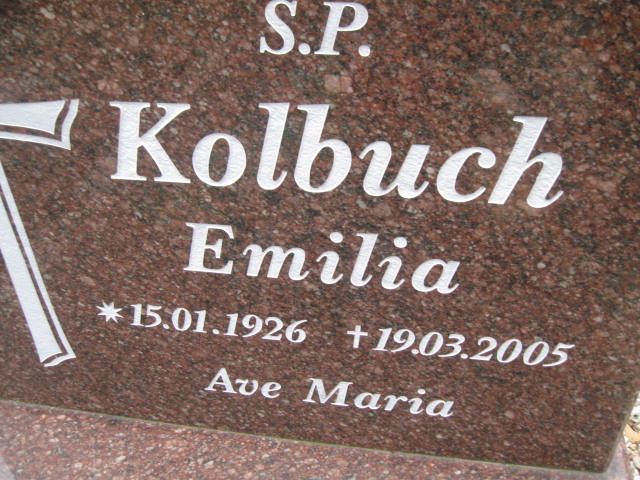 S.P.
Kolbuch
Emilia
✷15.01.1926 ✝19.03.2005
Ave Maria